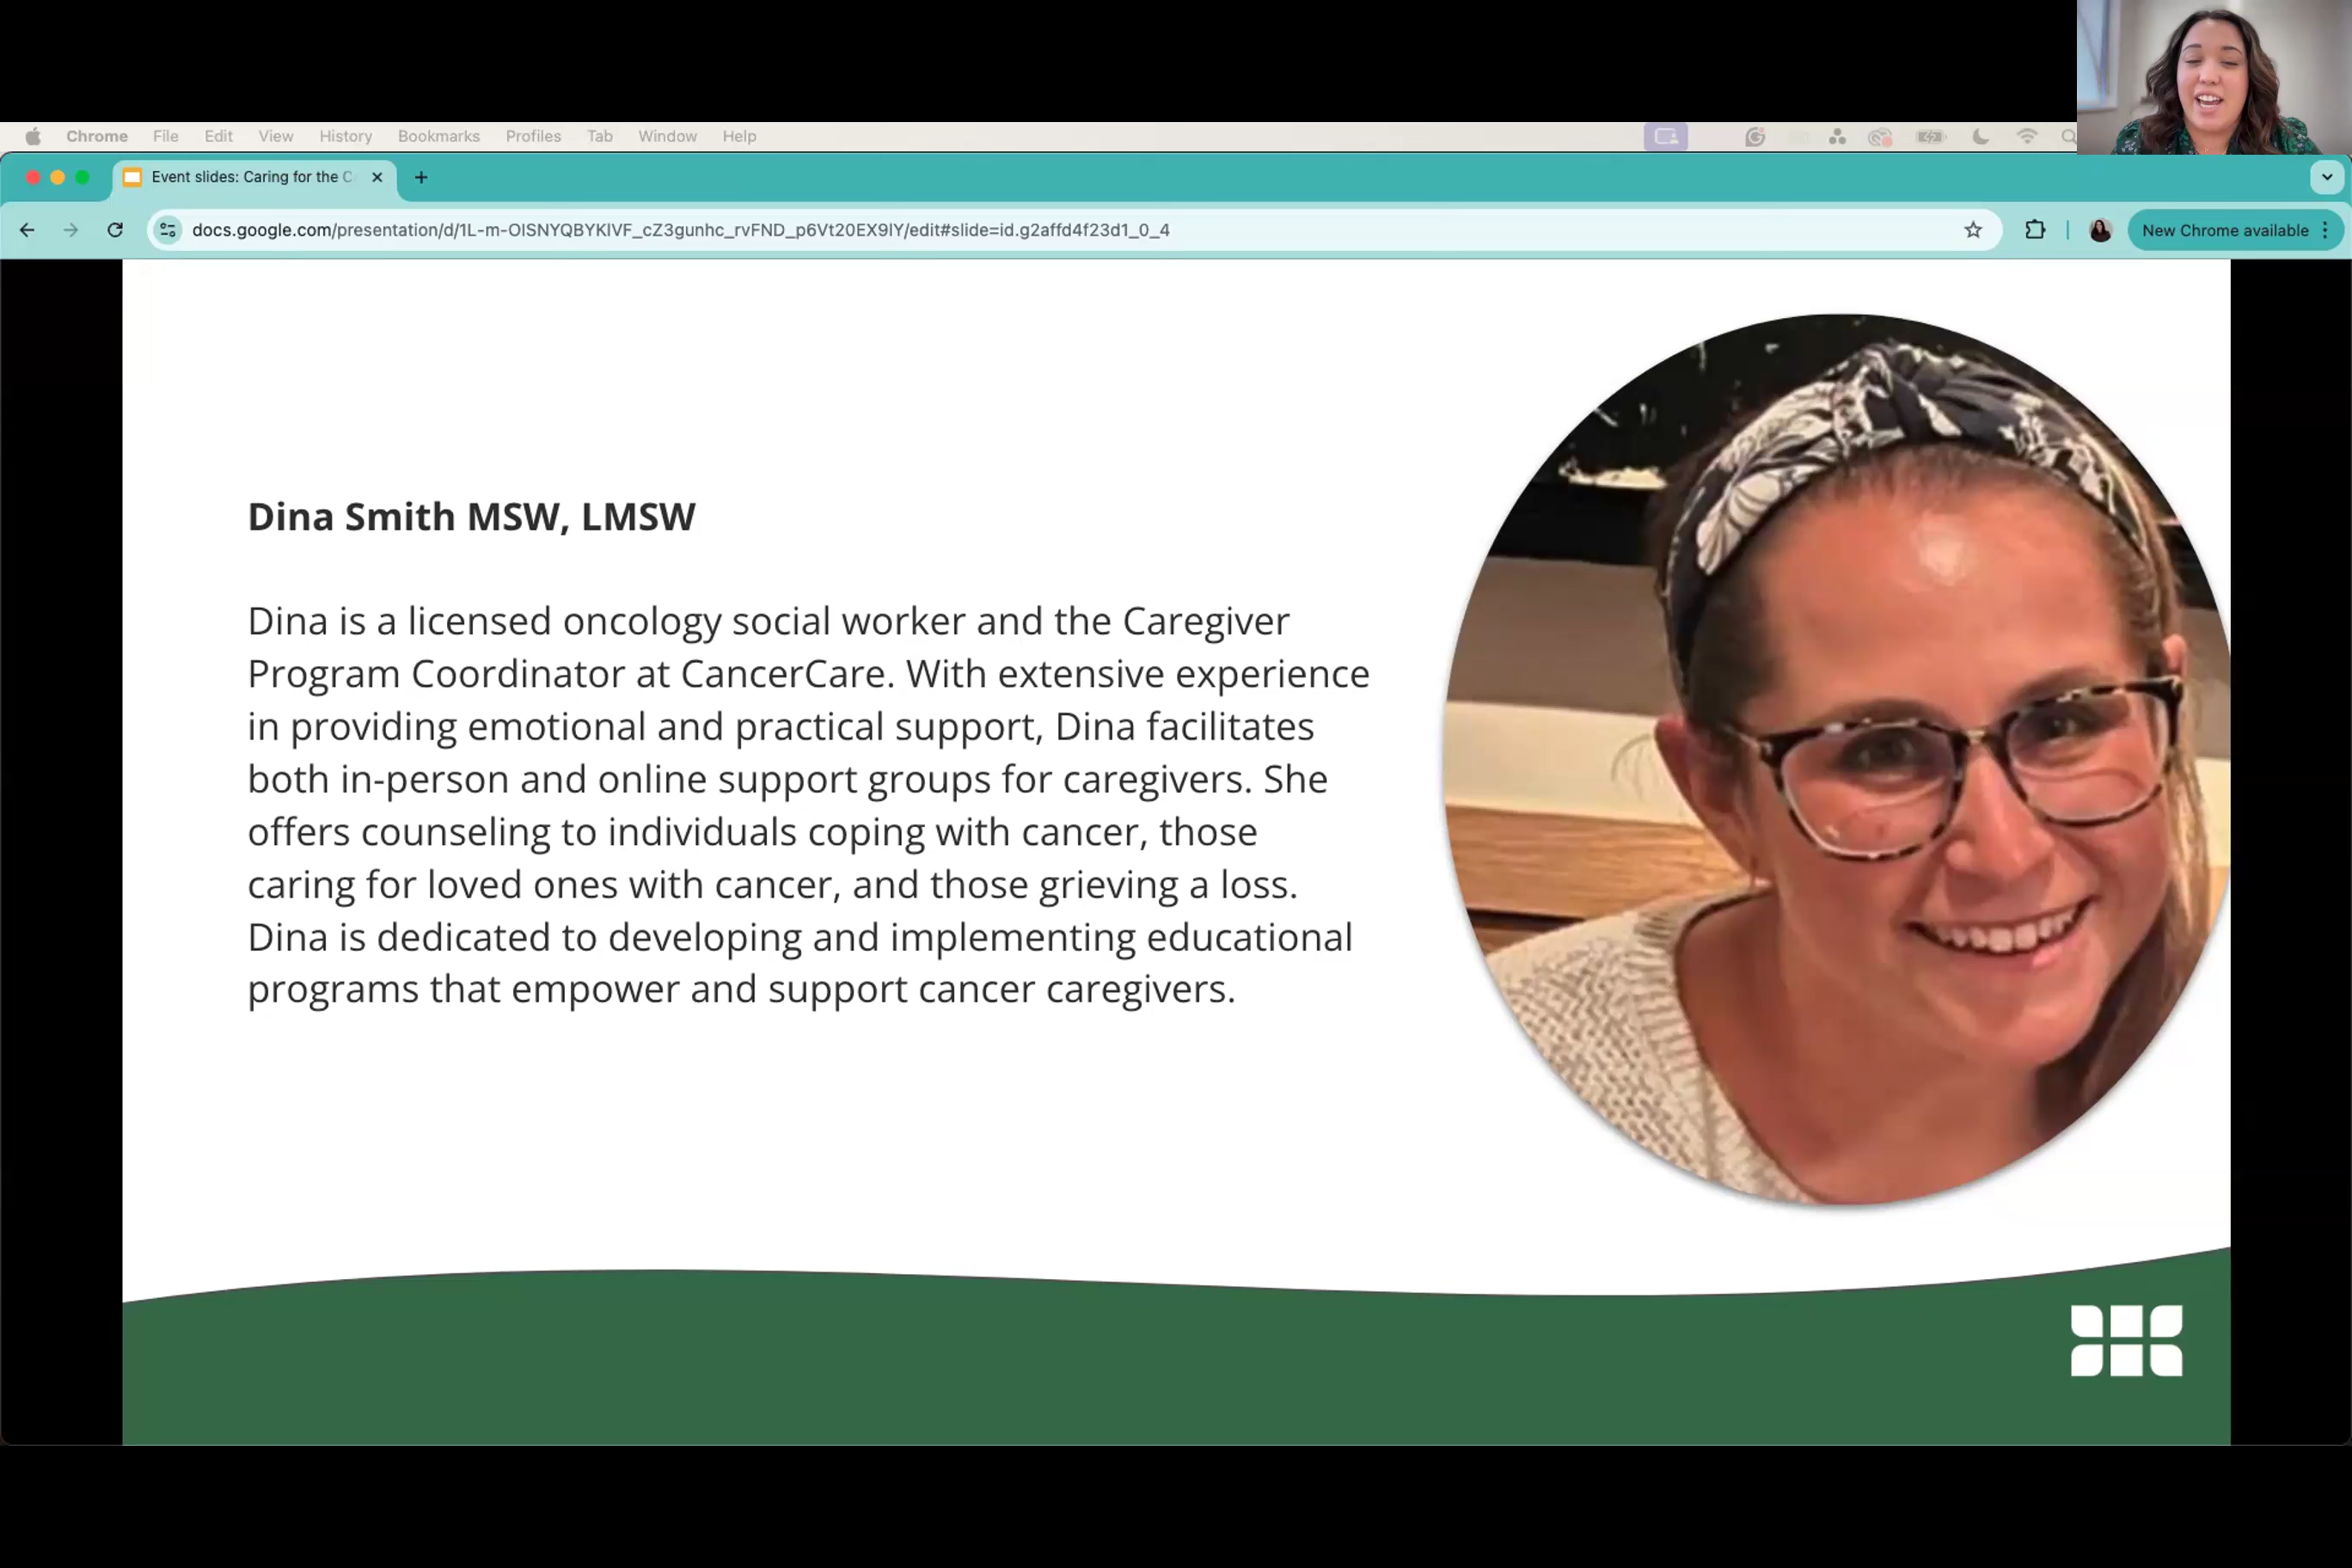 Chrome File Edit View History Bookmarks Profiles Tab Window Help
Event slides: Caring for the C
docs.google.com/presentation/d/1L-m-OISNYQBYKIVF_cZ3gunhc_rvFND_p6Vt20EX9IY/edit#slide=id.g2affd4f23d1_0_4
New Chrome available
Dina Smith MSW, LMSW
Dina is a licensed oncology social worker and the Caregiver
Program Coordinator at CancerCare. With extensive experience
in providing emotional and practical support, Dina facilitates
both in-person and online support groups for caregivers. She
offers counseling to individuals coping with cancer, those
caring for loved ones with cancer, and those grieving a loss.
Dina is dedicated to developing and implementing educational
programs that empower and support cancer caregivers.